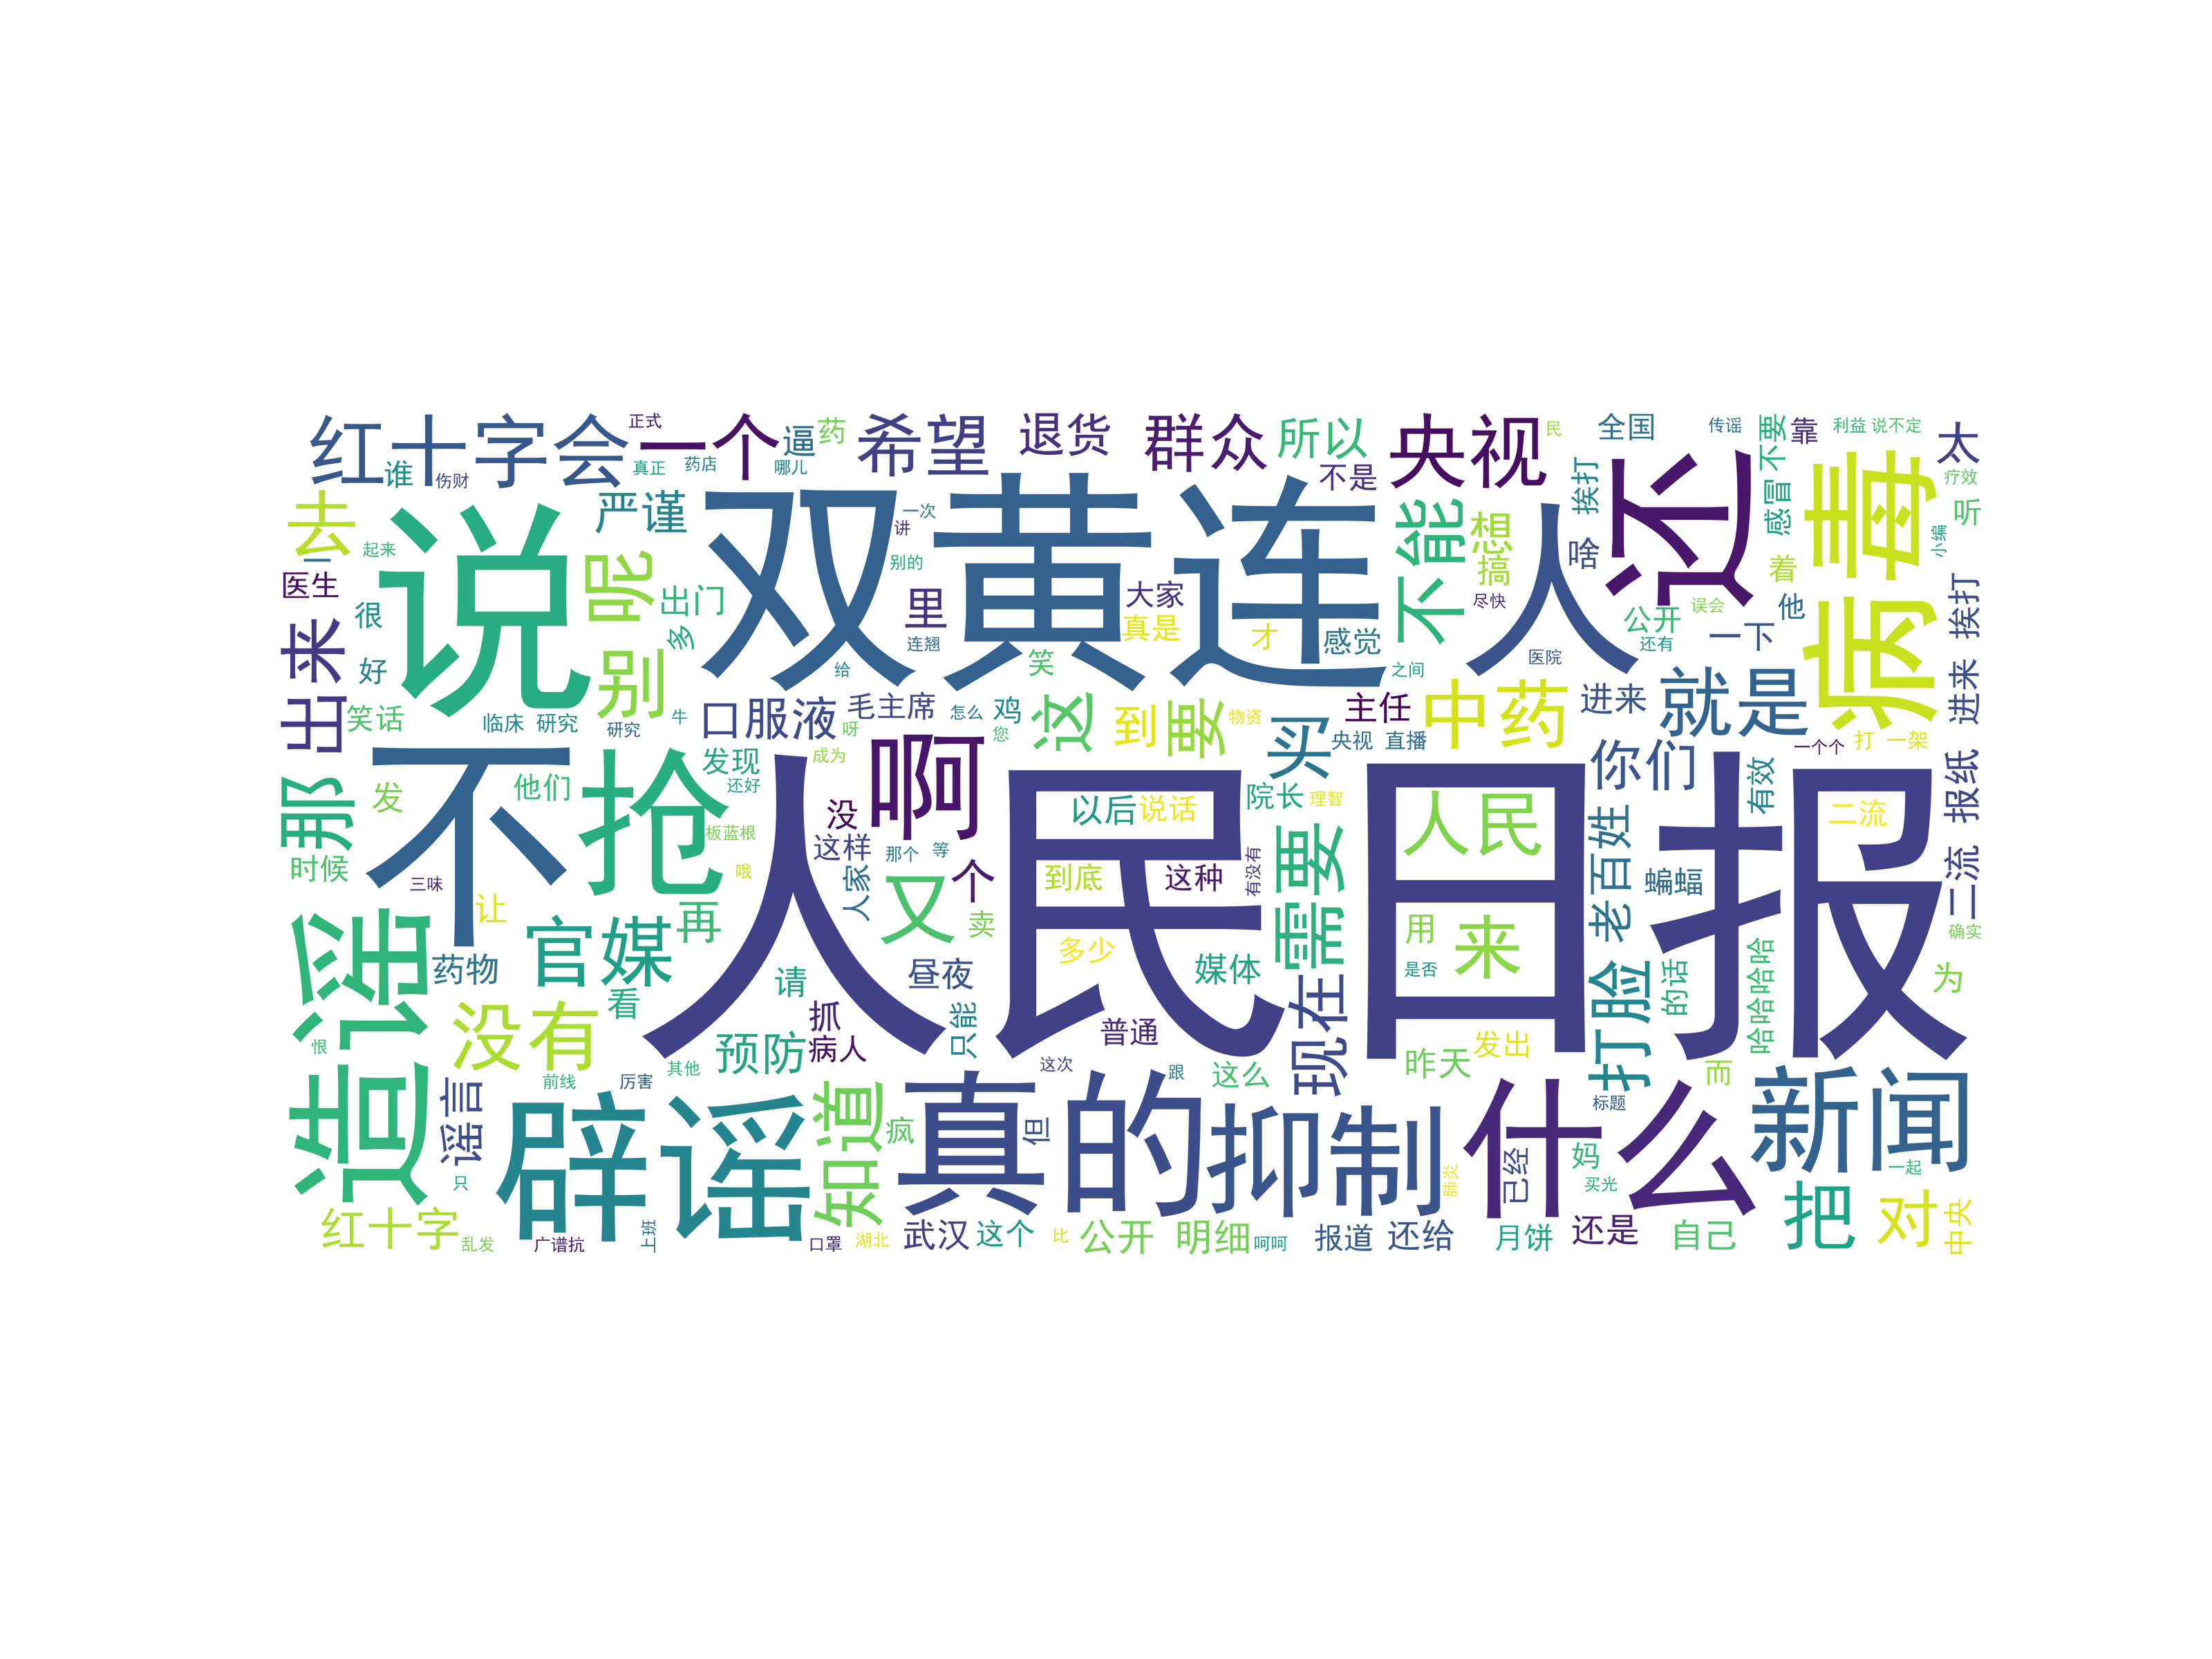 红十字会
正式
一个
逼
药
希望
退货
群众
所以
央视
民
全国
传谣
不要
靠
利益 说不定
太
谁
伤财
真正
药店
哪儿
不是
挨打
还
感冒
病毒
疗效
去
严谨
双黄连
一次
讲
不能
想
人
啥
听
小编
一
起来
说
呢
别的
搞
着
医生
很
出门
里
大家
尽快
公开
误会
他
挨打
出来
多
连翘
真是
才
感觉
还有
一下
好
别
给
笑
之间
医院
进来
笑话
临床 研究
研究
牛
口服液
毛主席
呀
怎么
鸡
您
这
到
要
物资
买
主任
央视 直播
中药
进来
就是
一个个
打 一架
那
不
抢
发现
成为
啊
人民日报
你们
有效
报纸
发
他们
还好
没
以后
说话
院长
理智
人民
老百姓
二流
时候
板蓝根
这样
那个
等
需要
三味
哦
人家
又
个
到底
这种
有没有
蝙蝠
二流
让
再
卖
用
来
确实
造谣
官媒
药物
请
昼夜
多少
媒体
是否
打脸
的话
哈哈哈哈
为
没有
看
抓
只能
普通
现在
昨天
发出
恨
预防
病人
前线
厉害
其他
这次
跟
这么
而
标题
谣言
辟谣
知道
疯
真的
但
抑制
什么
新闻
只
肺炎
已经
妈
买光
一起
红十字
乱发
广谱抗
上班
口罩
湖北
武汉
这个
比
公开
明细
呵呵
报道
还给
月饼
还是
自己
把
对
中央